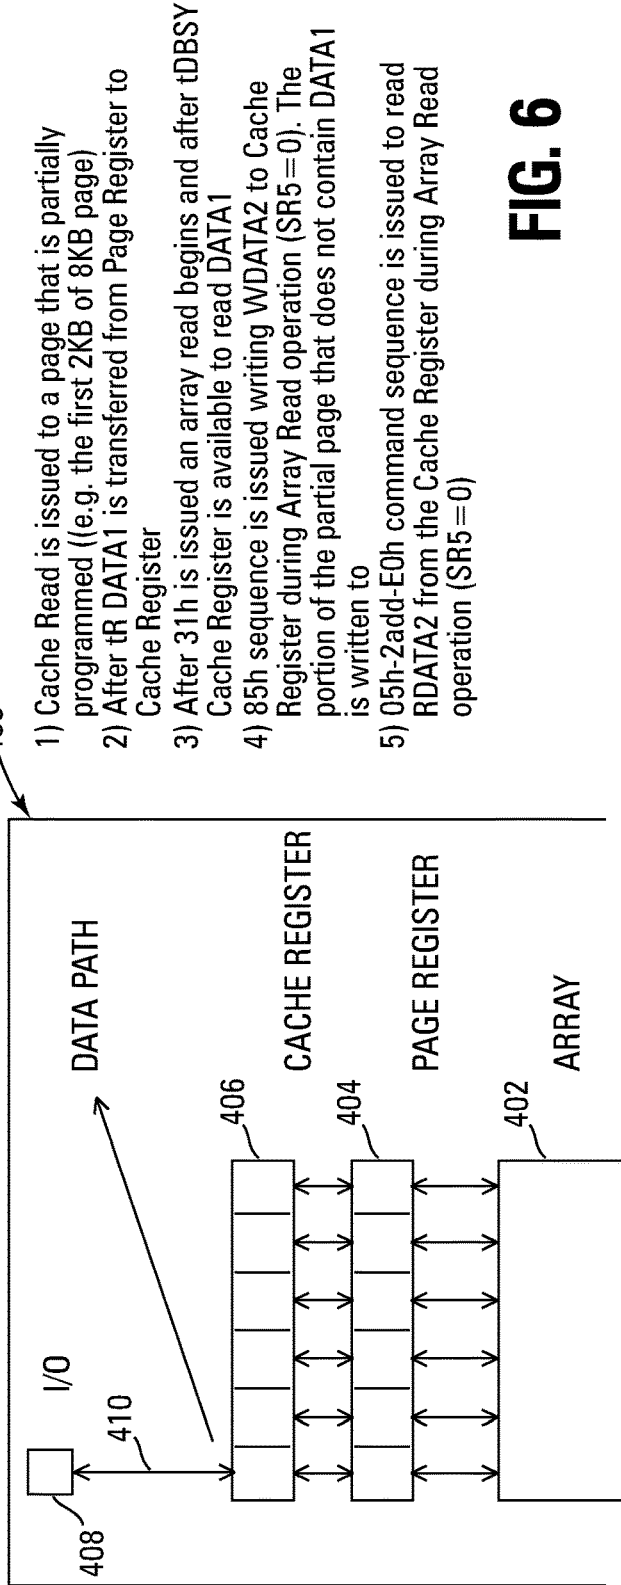 I/O
408
410
DATA PATH
406
CACHE REGISTER
404
PAGE REGISTER
402
ARRAY
1) Cache Read is issued to a page that is partially
programmed ((e.g. the first 2KB of 8KB page)
2) After tR DATA1 is transferred from Page Register to
Cache Register
3) After 31h is issued an array read begins and after tDBSY
Cache Register is available to read DATA1
4) 85h sequence is issued writing WDATA2 to Cache
Register during Array Read operation (SR5=0). The
portion of the partial page that does not contain DATA1
is written to
5) 05h-2add-E0h command sequence is issued to read
RDATA2 from the Cache Register during Array Read
operation (SR5=0)
FIG. 6